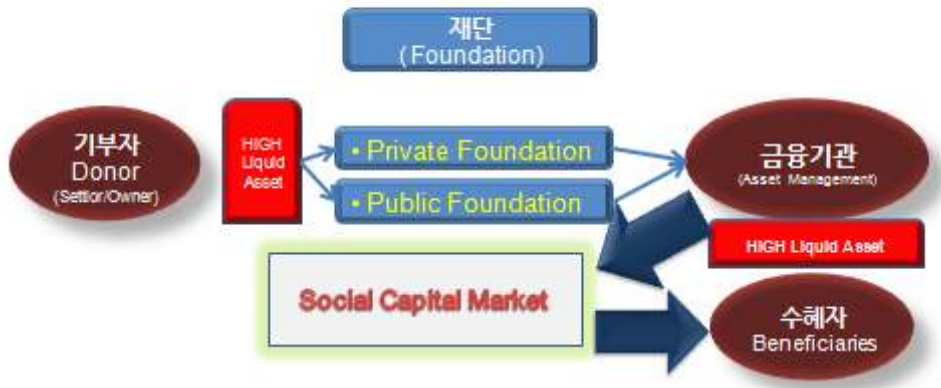 재단
(Foundation)
기부자
Donor
(Settlor/Owner)
HIGH
Liquid
Asset
• Private Foundation
• Public Foundation
금융기관
(Asset Management)
HIGH Liquid Asset
Social Capital Market
수혜자
Beneficiaries